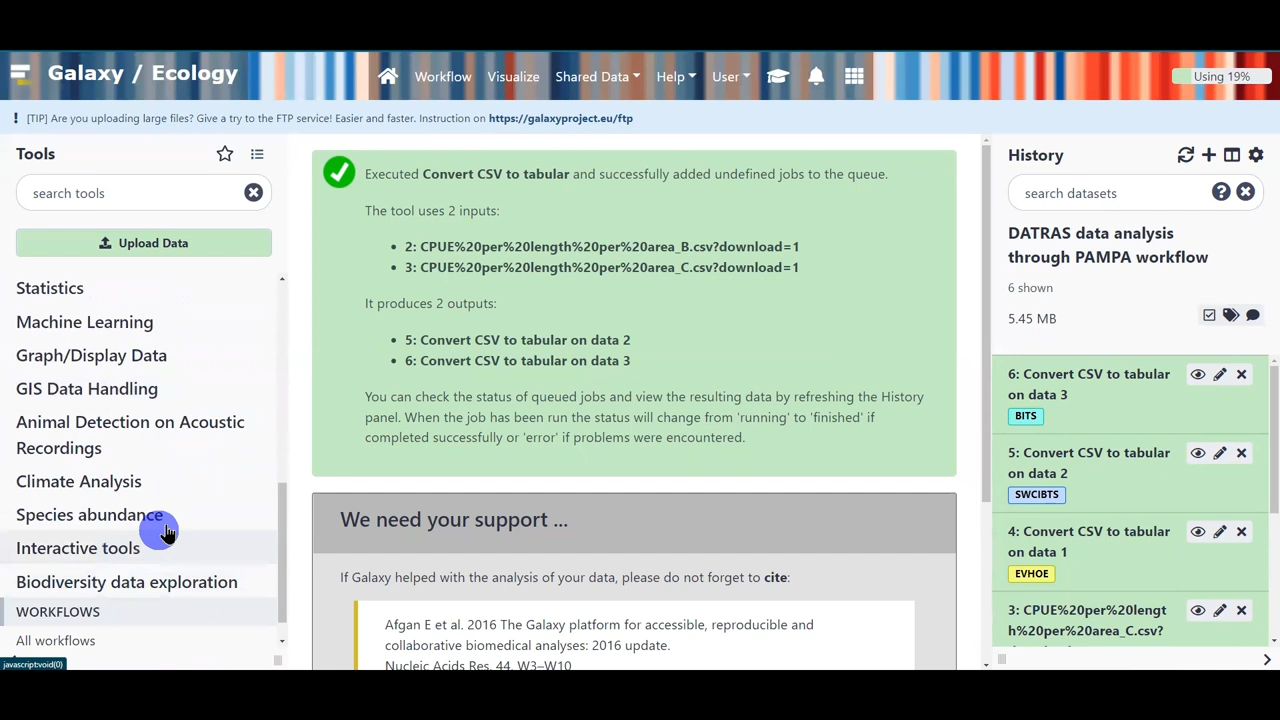 Galaxy / Ecology
Workflow
Visualize
Shared Data
Help
User
Using 19%
! [TIP] Are you uploading large files? Give a try to the FTP service! Easier and faster. Instruction on https://galaxyproject.eu/ftp
Tools
search tools
Upload Data
Statistics
Machine Learning
Graph/Display Data
GIS Data Handling
Animal Detection on Acoustic
Recordings
Climate Analysis
Species abundance
Interactive tools
Biodiversity data exploration
WORKFLOWS
All workflows
javascript:void(0)
Executed Convert CSV to tabular and successfully added undefined jobs to the queue.
The tool uses 2 inputs:
• 2: CPUE%20per%20length%20per%20area_B.csv?download=1
• 3: CPUE%20per%20length%20per%20area_C.csv?download=1
It produces 2 outputs:
• 5: Convert CSV to tabular on data 2
• 6: Convert CSV to tabular on data 3
You can check the status of queued jobs and view the resulting data by refreshing the History
panel. When the job has been run the status will change from 'running' to 'finished' if
completed successfully or 'error' if problems were encountered.
We need your support ...
If Galaxy helped with the analysis of your data, please do not forget to cite:
Afgan E et al. 2016 The Galaxy platform for accessible, reproducible and
collaborative biomedical analyses: 2016 update.
Nucleic Acids Res. 44, W3–W10
History
search datasets
DATRAS data analysis
through PAMPA workflow
6 shown
5.45 MB
6: Convert CSV to tabular
on data 3
BITS
5: Convert CSV to tabular
on data 2
SWCIBTS
4: Convert CSV to tabular
on data 1
EVHOE
3: CPUE%20per%20lengt
h%20per%20area_C.csv?